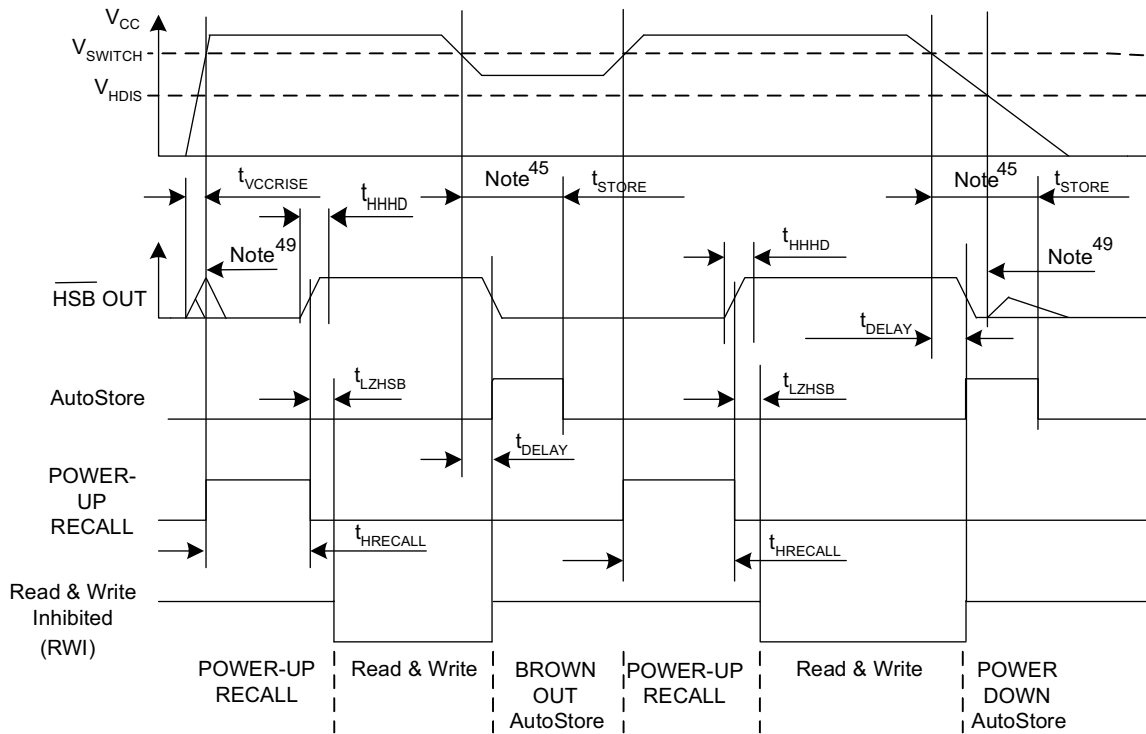 VCC
VSWITCH
VHDIS
tVCCRISE
Note45
tSTORE
Note45
tSTORE
tHHHD
Note49
tHHHD
Note49
HSB OUT
tDELAY
tLZHSB
tLZHSB
AutoStore
tDELAY
POWER-
UP
RECALL
tHRECALL
tHRECALL
Read & Write
Inhibited
(RWI)
POWER-UP
RECALL
Read & Write
BROWN
OUT
AutoStore
POWER-UP
RECALL
Read & Write
POWER
DOWN
AutoStore